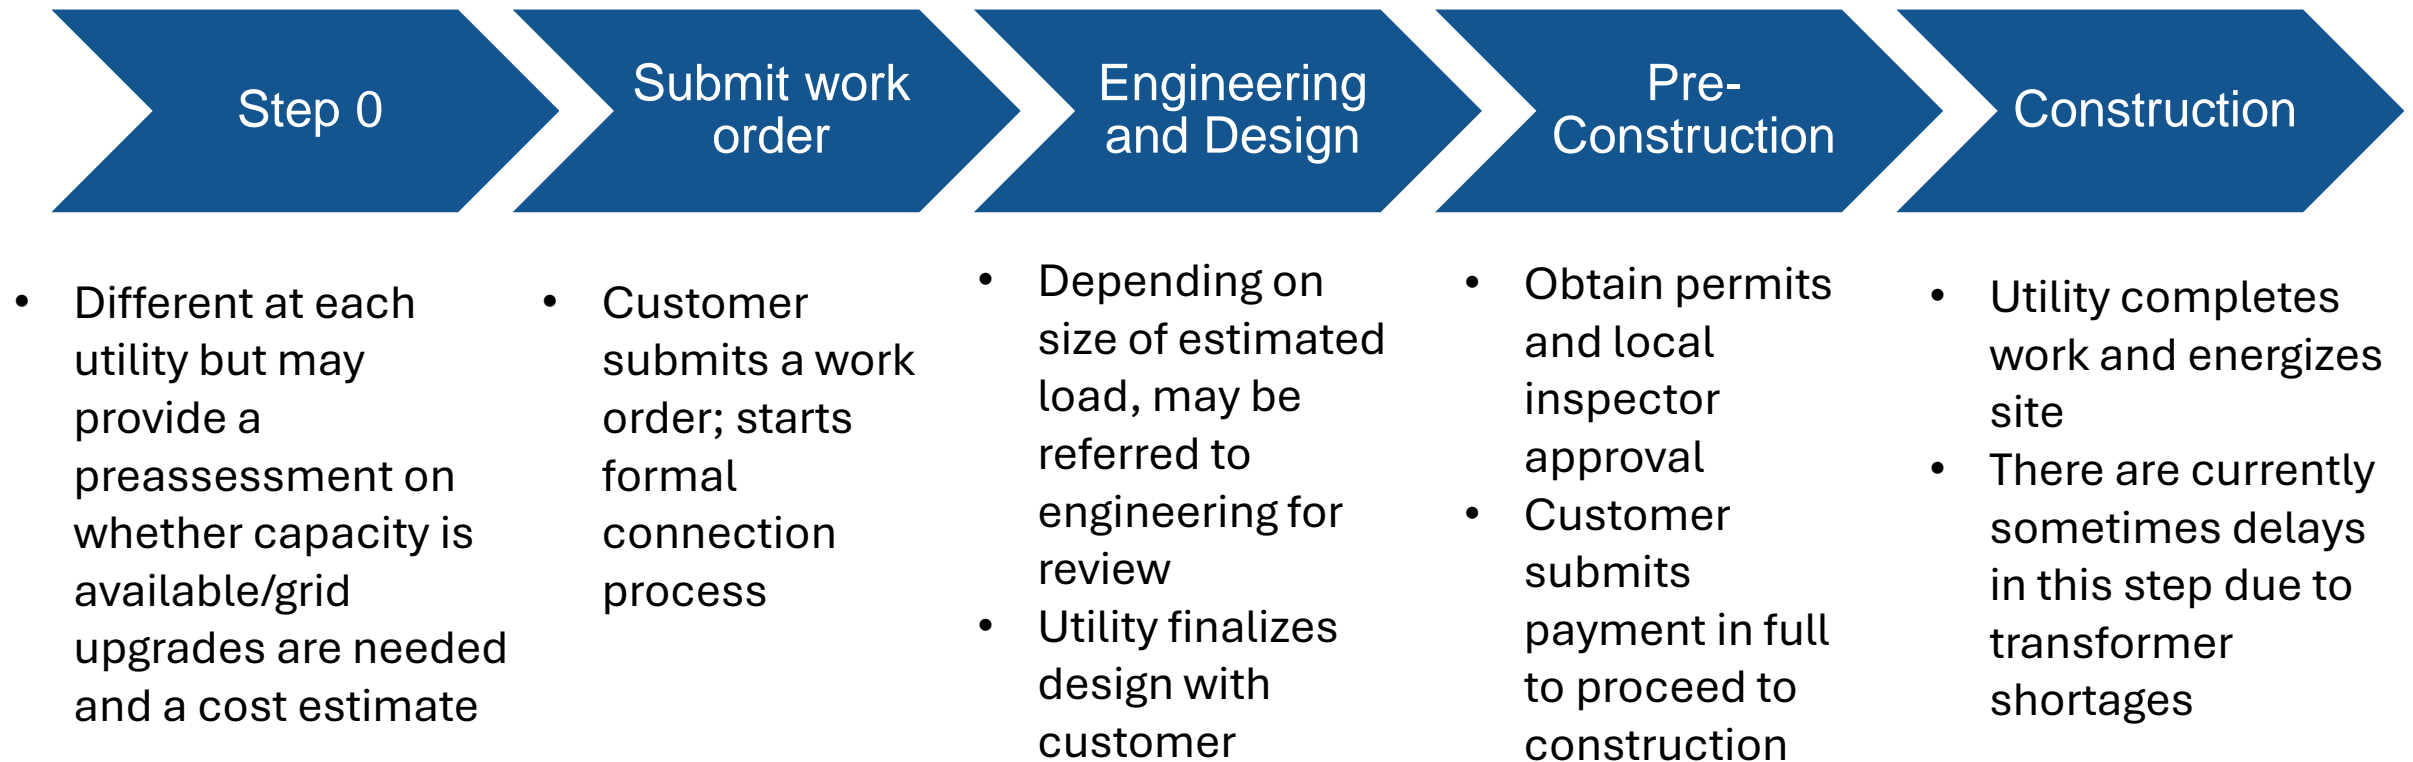 Step 0
Submit work
order
Engineering
and Design
Pre-
Construction
Construction
• Different at each
utility but may
provide a
preassessment on
whether capacity is
available/grid
upgrades are needed
and a cost estimate
• Customer
submits a work
order; starts
formal
connection
process
• Depending on
size of estimated
load, may be
referred to
engineering for
review
• Utility finalizes
design with
customer
• Obtain permits
and local
inspector
approval
• Customer
submits
payment in full
to proceed to
construction
• Utility completes
work and energizes
site
• There are currently
sometimes delays
in this step due to
transformer
shortages